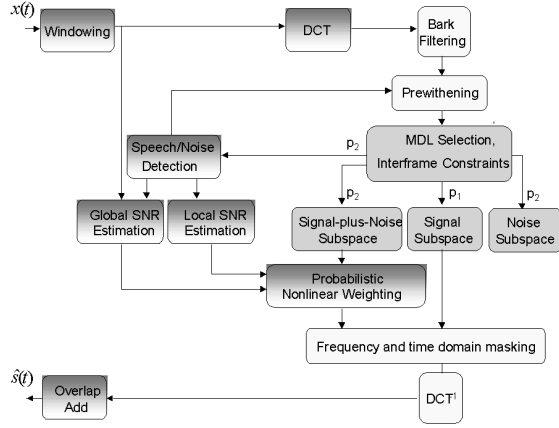 x(t)
Windowing
DCT
Bark
Filtering
Prewithening
MDL Selection,
Interframe Constraints
p2
Speech/Noise
Detection
p2
p1
p2
Global SNR
Estimation
Local SNR
Estimation
Signal-plus-Noise
Subspace
Signal
Subspace
Noise
Subspace
Probabilistic
Nonlinear Weighting
Frequency and time domain masking
ŝ(t)
Overlap
Add
DCT¹